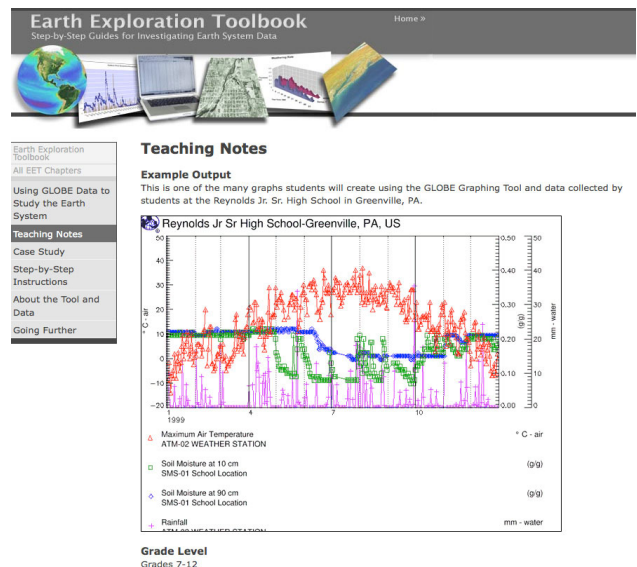 Earth Exploration Toolbook
Home »
Step-by-Step Guides for Investigating Earth System Data
Earth Exploration
Toolbook
All EET Chapters
Using GLOBE Data to
Study the Earth
System
Teaching Notes
Case Study
Step-by-Step
Instructions
About the Tool and
Data
Going Further
Teaching Notes
Example Output
This is one of the many graphs students will create using the GLOBE Graphing Tool and data collected by
students at the Reynolds Jr. Sr. High School in Greenville, PA.
Reynolds Jr Sr High School-Greenville, PA, US
50
40
30
20
10
0
-10
-20
° C - air
0.50
0.40
0.30
0.20
0.10
0.00
(g/g)
50
40
30
20
10
0
mm - water
1 4 7 10
1999
Maximum Air Temperature ° C - air
ATM-02 WEATHER STATION
Soil Moisture at 10 cm (g/g)
SMS-01 School Location
Soil Moisture at 90 cm (g/g)
SMS-01 School Location
Rainfall mm - water
Grade Level
Grades 7-12